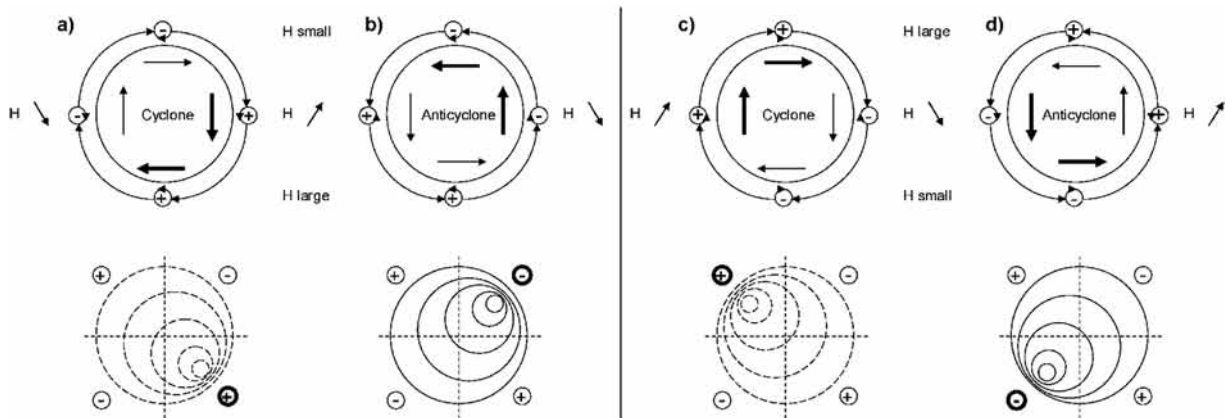 a)
-
H small
b)
-
c)
+
H large
d)
+
H
-
Cyclone
+
H
+
Anticyclone
-
H
H
+
Cyclone
-
H
-
Anticyclone
+
H
+
H large
+
-
H small
-
+
-
+
-
+
-
+
-
-
+
-
+
-
+
-
+